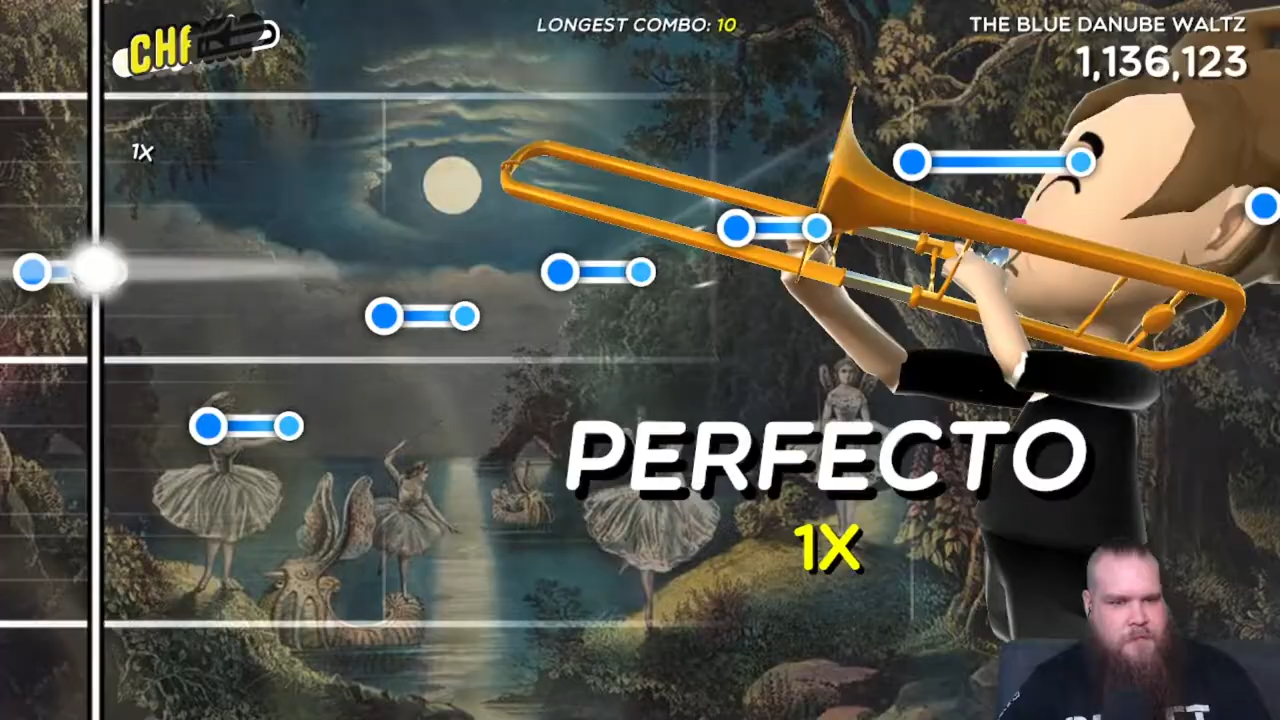 LONGEST COMBO: 10
THE BLUE DANUBE WALTZ
1,136,123
1X
PERFECTO
1X